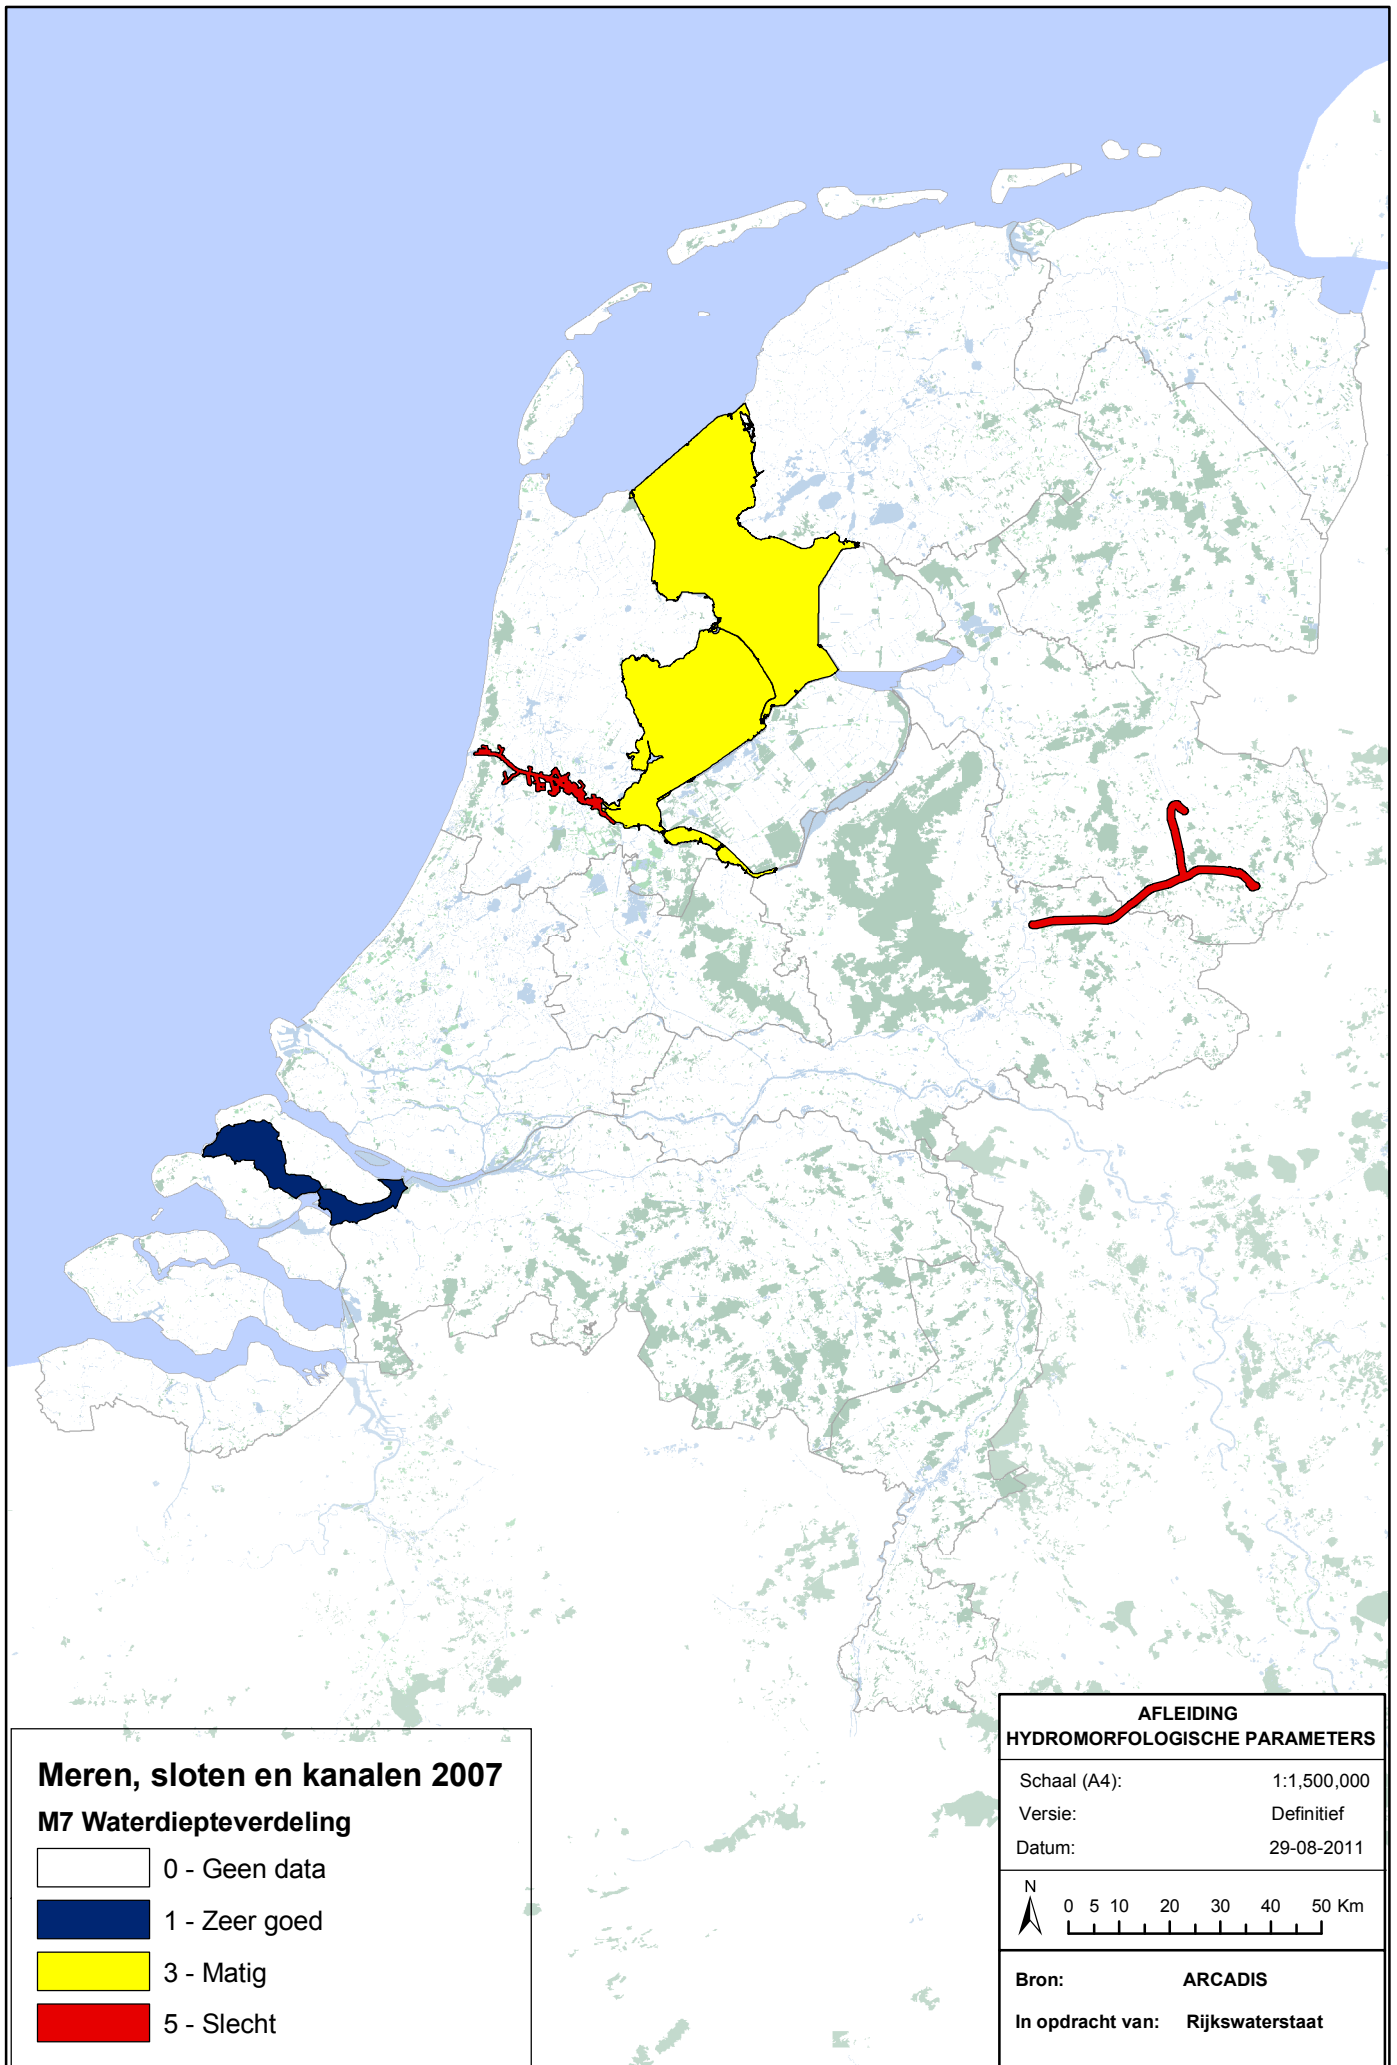 Meren, sloten en kanalen 2007
M7 Waterdiepteverdeling
0 - Geen data
1 - Zeer goed
3 - Matig
5 - Slecht
AFLEIDING
HYDROMORFOLOGISCHE PARAMETERS
Schaal (A4): 1:1,500,000
Versie: Definitief
Datum: 29-08-2011
N
0 5 10 20 30 40 50 Km
Bron: ARCADIS
In opdracht van: Rijkswaterstaat